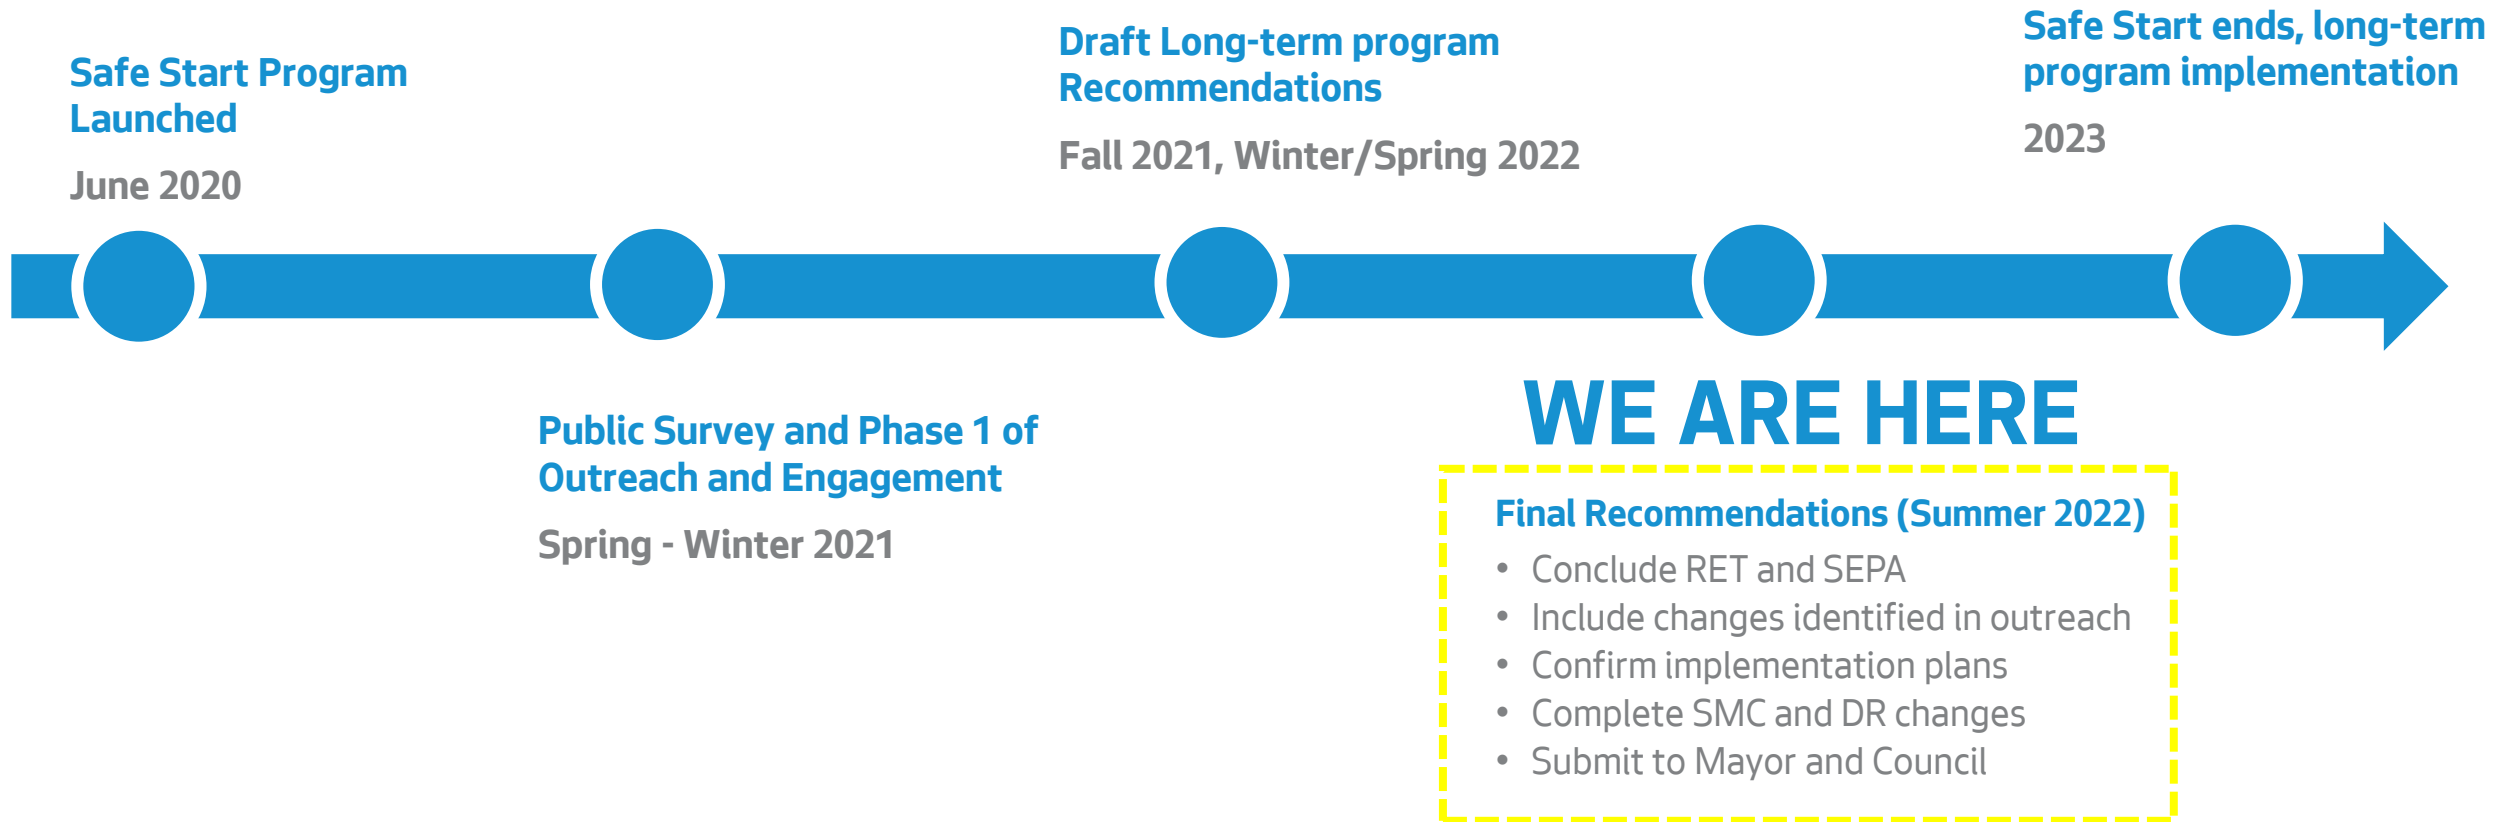 Safe Start Program
Launched
June 2020
Public Survey and Phase 1 of
Outreach and Engagement
Spring - Winter 2021
Draft Long-term program
Recommendations
Fall 2021, Winter/Spring 2022
WE ARE HERE
Final Recommendations (Summer 2022)
• Conclude RET and SEPA
• Include changes identified in outreach
• Confirm implementation plans
• Complete SMC and DR changes
• Submit to Mayor and Council
Safe Start ends, long-term
program implementation
2023